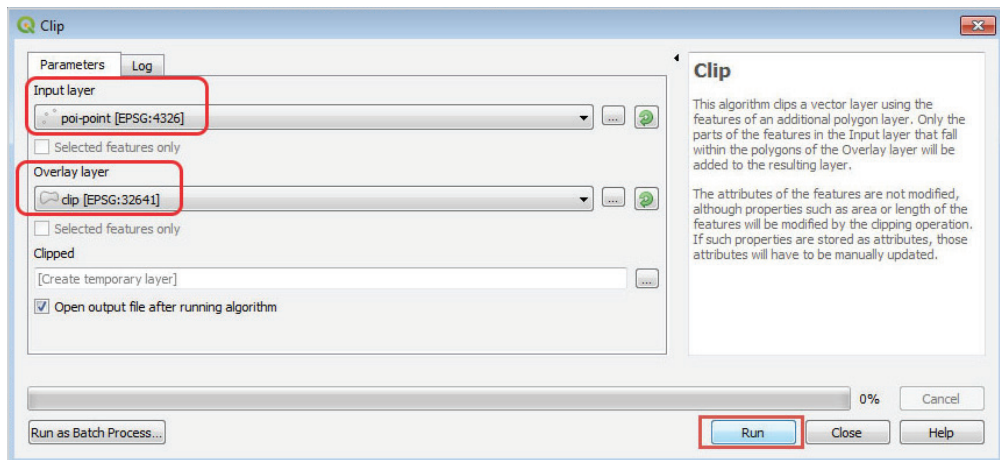 Clip
Parameters
Log
Input layer
poi-point [EPSG:4326]
...
Selected features only
Overlay layer
clip [EPSG:32641]
...
Selected features only
Clipped
[Create temporary layer]
...
Open output file after running algorithm
Clip
This algorithm clips a vector layer using the
features of an additional polygon layer. Only the
parts of the features in the Input layer that fall
within the polygons of the Overlay layer will be
added to the resulting layer.
The attributes of the features are not modified,
although properties such as area or length of the
features will be modified by the clipping operation.
If such properties are stored as attributes, those
attributes will have to be manually updated.
0%
Cancel
Run as Batch Process...
Run
Close
Help